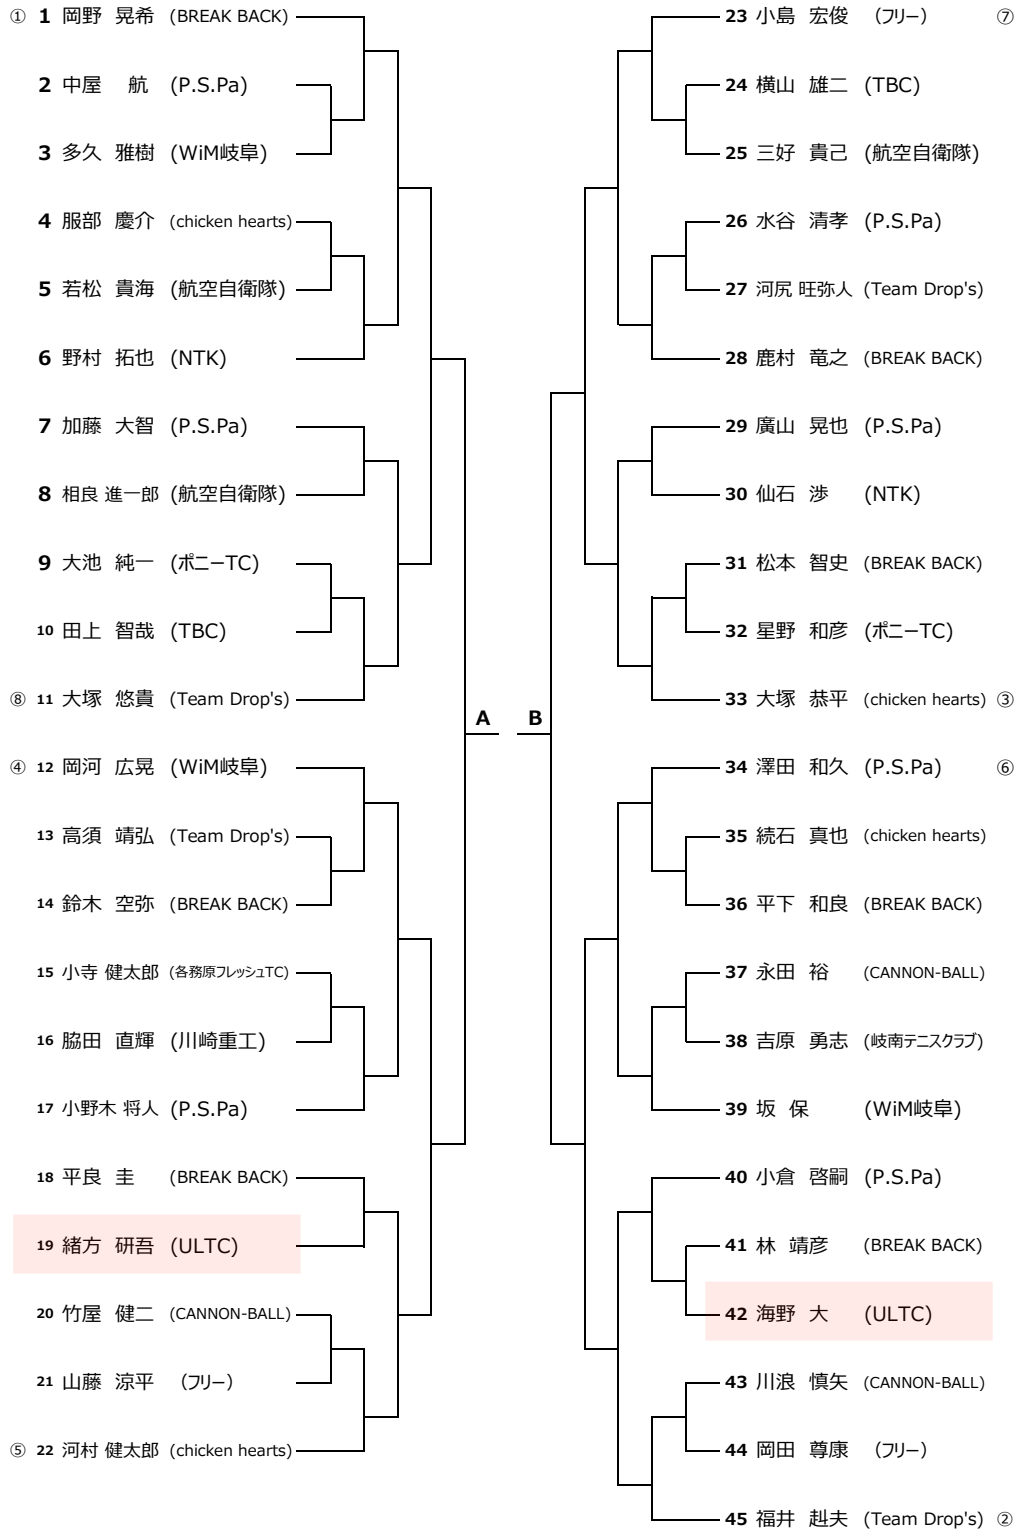 ① 1 岡野 晃希 (BREAK BACK)
2 中屋 航 (P.S.Pa)
3 多久 雅樹 (WiM岐阜)
4 服部 慶介 (chicken hearts)
5 若松 貴海 (航空自衛隊)
6 野村 拓也 (NTK)
7 加藤 大智 (P.S.Pa)
8 相良 進一郎 (航空自衛隊)
9 大池 純一 (ポニーTC)
10 田上 智哉 (TBC)
⑧ 11 大塚 悠貴 (Team Drop's)
④ 12 岡河 広晃 (WiM岐阜)
13 高須 靖弘 (Team Drop's)
14 鈴木 空弥 (BREAK BACK)
15 小寺 健太郎 (各務原フレッシュTC)
16 脇田 直輝 (川崎重工)
17 小野木 将人 (P.S.Pa)
18 平良 圭 (BREAK BACK)
19 緒方 研吾 (ULTC)
20 竹屋 健二 (CANNON-BALL)
21 山藤 涼平 (フリー)
⑤ 22 河村 健太郎 (chicken hearts)
A B
23 小島 宏俊 (フリー) ⑦
24 横山 雄二 (TBC)
25 三好 貴己 (航空自衛隊)
26 水谷 清孝 (P.S.Pa)
27 河尻 旺弥人 (Team Drop's)
28 鹿村 竜之 (BREAK BACK)
29 廣山 晃也 (P.S.Pa)
30 仙石 渉 (NTK)
31 松本 智史 (BREAK BACK)
32 星野 和彦 (ポニーTC)
33 大塚 恭平 (chicken hearts) ③
34 澤田 和久 (P.S.Pa) ⑥
35 続石 真也 (chicken hearts)
36 平下 和良 (BREAK BACK)
37 永田 裕 (CANNON-BALL)
38 吉原 勇志 (岐南テニスクラブ)
39 坂 保 (WiM岐阜)
40 小倉 啓嗣 (P.S.Pa)
41 林 靖彦 (BREAK BACK)
42 海野 大 (ULTC)
43 川浪 慎矢 (CANNON-BALL)
44 岡田 尊康 (フリー)
45 福井 赳夫 (Team Drop's) ②